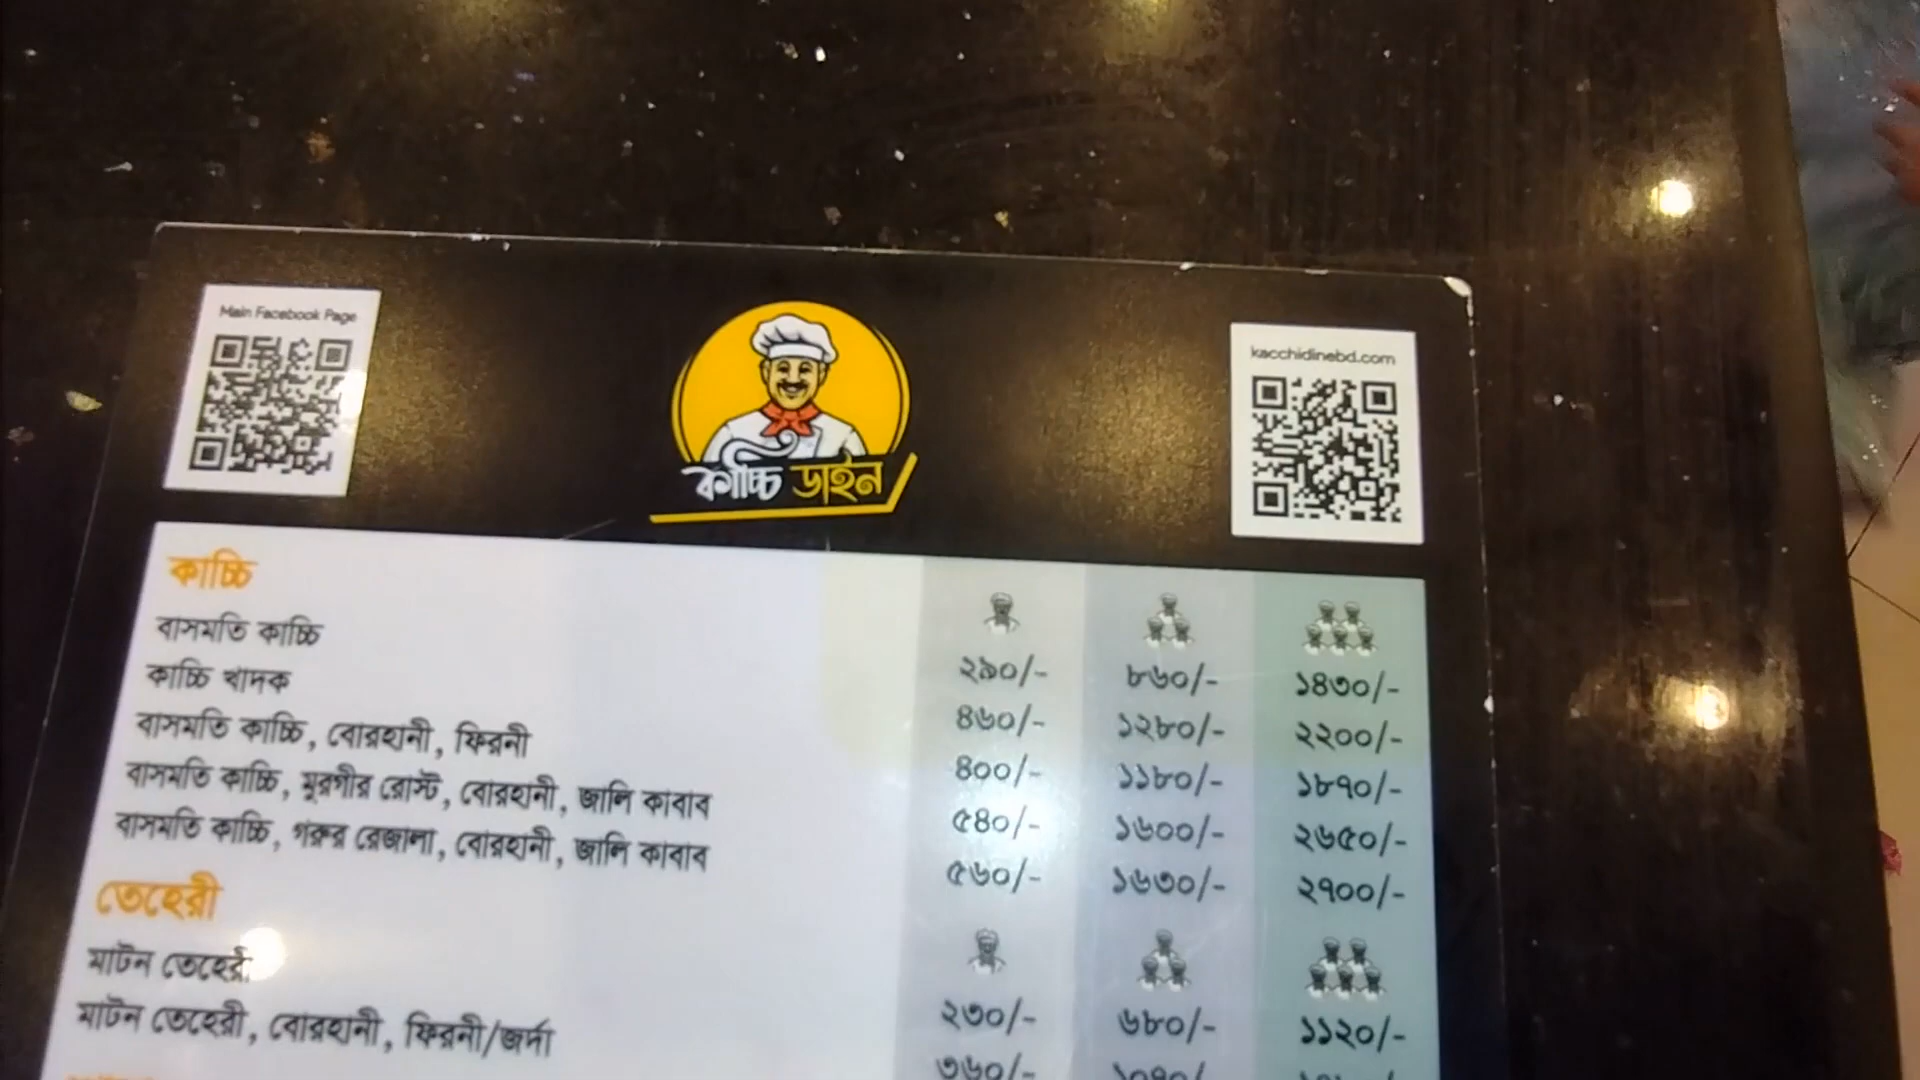 Main Facebook Page
কাচ্চি ডাইন
kacchidinebd.com
কাচ্চি
বাসমতি কাচ্চি ২৯০/- ৮৬০/- ১৪৩০/-
কাচ্চি খাদক ৪৬০/- ১২৮০/- ২২০০/-
বাসমতি কাচ্চি, বোরহানী, ফিরনী ৪০০/- ১১৮০/- ১৮৭০/-
বাসমতি কাচ্চি, মুরগীর রোস্ট, বোরহানী, জালি কাবাব ৫৪০/- ১৬০০/- ২৬৫০/-
বাসমতি কাচ্চি, গরুর রেজালা, বোরহানী, জালি কাবাব ৫৬০/- ১৬৩০/- ২৭০০/-
তেহেরী
মাটন তেহেরী ২৩০/- ৬৮০/- ১১২০/-
মাটন তেহেরী, বোরহানী, ফিরনী/জর্দা ৩৬০/-